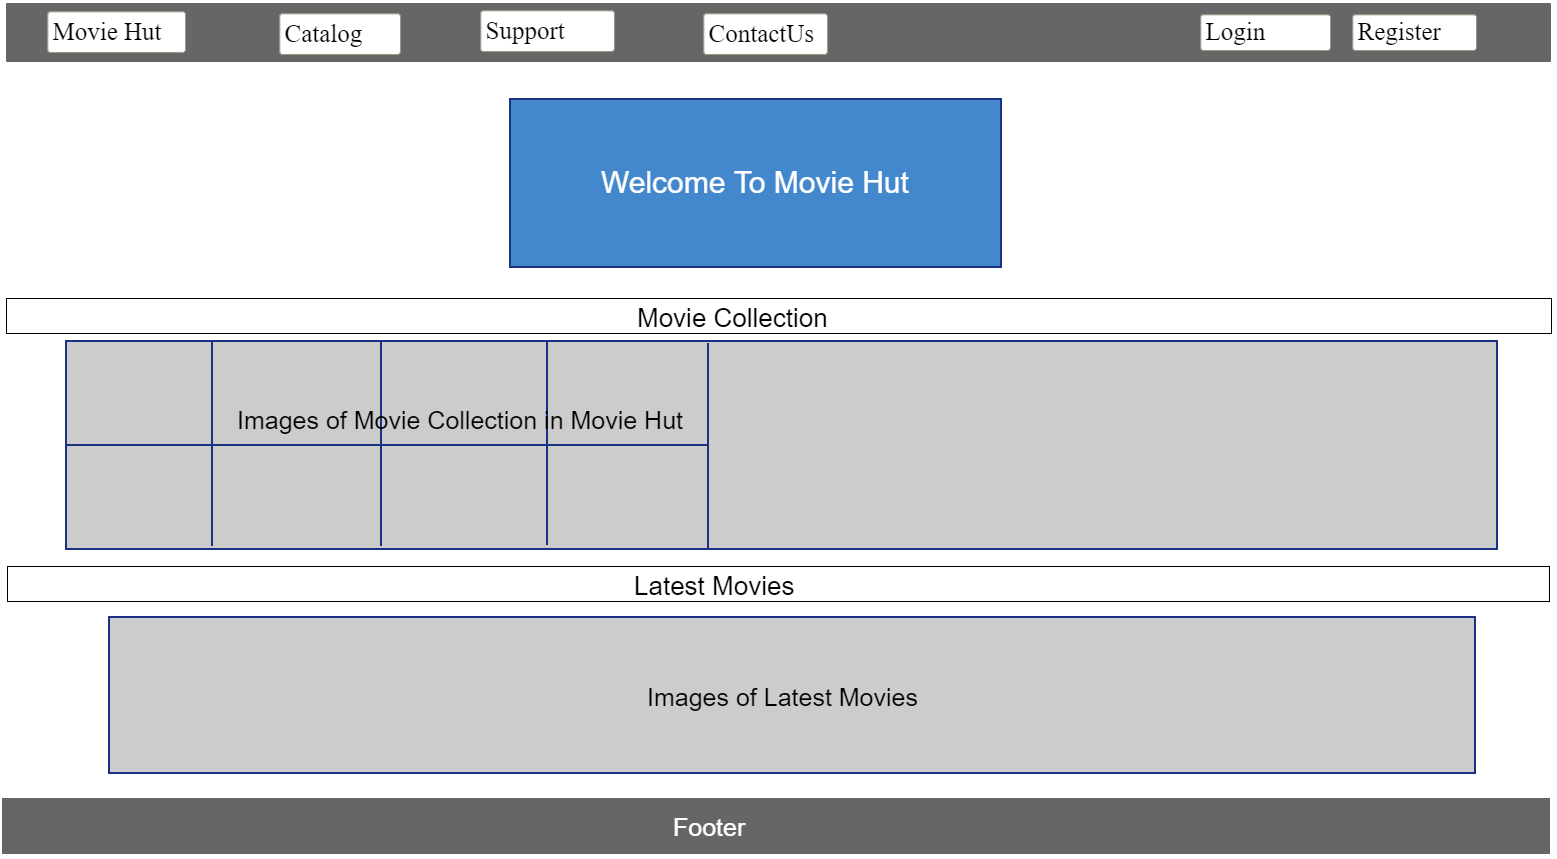 Movie Hut
Catalog
Support
ContactUs
Login
Register
Welcome To Movie Hut
Movie Collection
Images of Movie Collection in Movie Hut
Latest Movies
Images of Latest Movies
Footer